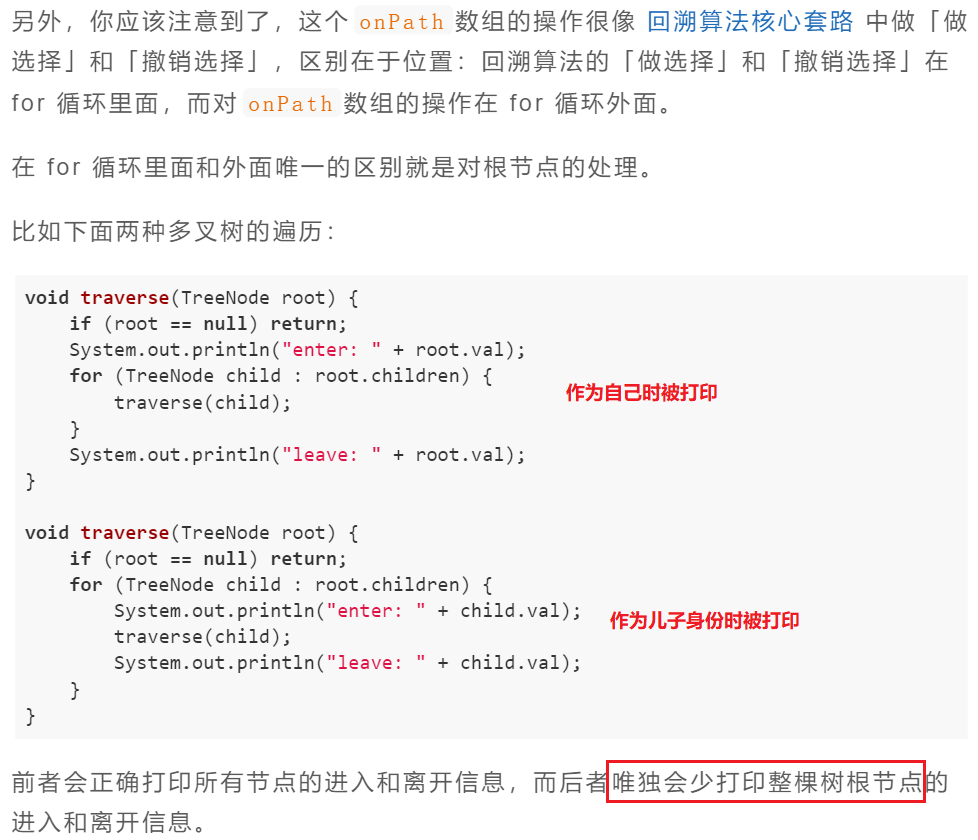 另外，你应该注意到了，这个 onPath 数组的操作很像 回溯算法核心套路 中做「做
选择」和「撤销选择」，区别在于位置：回溯算法的「做选择」和「撤销选择」在
for 循环里面，而对 onPath 数组的操作在 for 循环外面。
在 for 循环里面和外面唯一的区别就是对根节点的处理。
比如下面两种多叉树的遍历：
void traverse(TreeNode root) {
    if (root == null) return;
    System.out.println("enter: " + root.val);
    for (TreeNode child : root.children) {
作为自己时被打印
        traverse(child);
    }
    System.out.println("leave: " + root.val);
}
void traverse(TreeNode root) {
    if (root == null) return;
    for (TreeNode child : root.children) {
        System.out.println("enter: " + child.val);
作为儿子身份时被打印
        traverse(child);
        System.out.println("leave: " + child.val);
    }
}
前者会正确打印所有节点的进入和离开信息，而后者唯独会少打印整棵树根节点的
进入和离开信息。